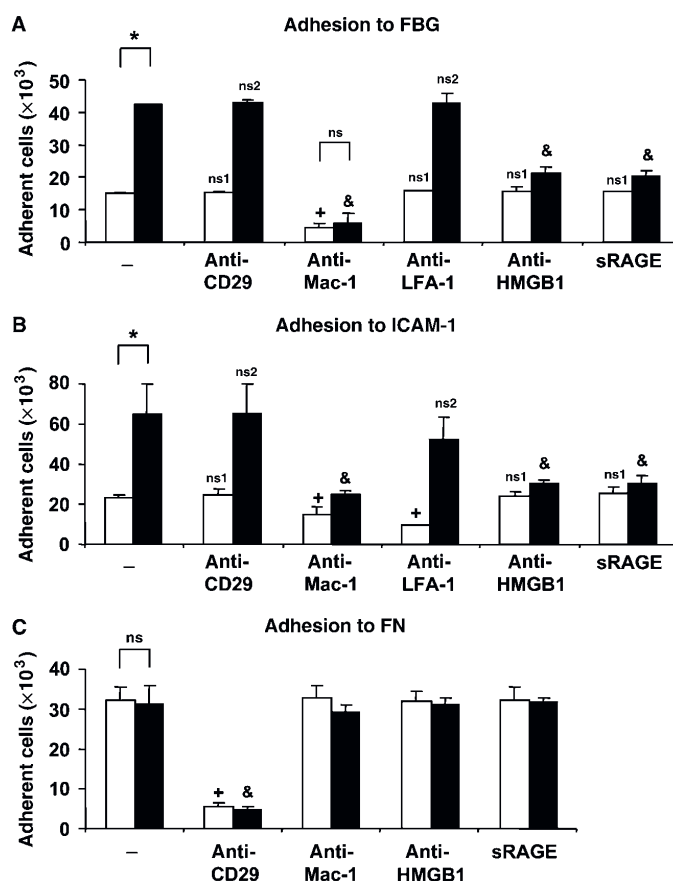 A Adhesion to FBG
*
Adherent cells (×10³)
50
40
30
20
10
0
ns1 ns2
+ ns &
ns1 ns2
ns1 &
ns1 &
– Anti- Anti- Anti- Anti- sRAGE
CD29 Mac-1 LFA-1 HMGB1
B Adhesion to ICAM-1
*
Adherent cells (×10³)
80
60
40
20
0
ns1 ns2
+ &
+ ns2
ns1 &
ns1 &
– Anti- Anti- Anti- Anti- sRAGE
CD29 Mac-1 LFA-1 HMGB1
C Adhesion to FN
ns
Adherent cells (×10³)
40
30
20
10
0
+ &
– Anti- Anti- Anti- sRAGE
CD29 Mac-1 HMGB1